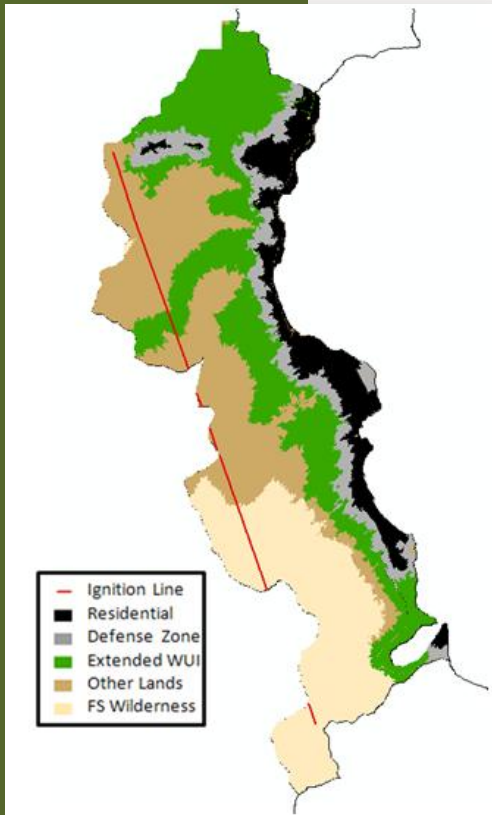 Ignition Line
Residential
Defense Zone
Extended WUI
Other Lands
FS Wilderness